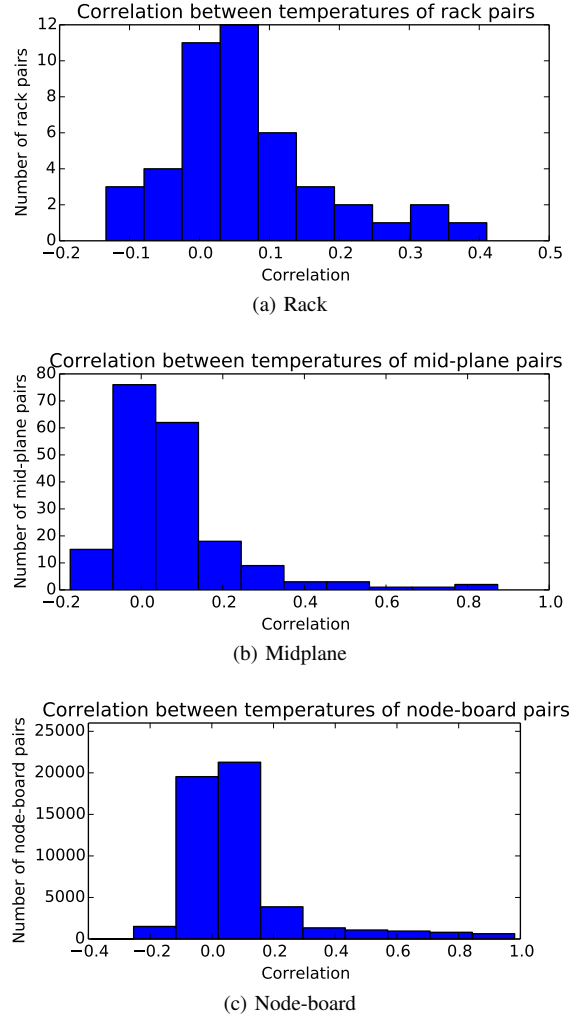 Correlation between temperatures of rack pairs
12
10
8
6
4
2
0
Number of rack pairs
−0.2 −0.1 0.0 0.1 0.2 0.3 0.4 0.5
Correlation
(a) Rack
Correlation between temperatures of mid-plane pairs
80
70
60
50
40
30
20
10
0
Number of mid-plane pairs
−0.2 0.0 0.2 0.4 0.6 0.8 1.0
Correlation
(b) Midplane
Correlation between temperatures of node-board pairs
25000
20000
15000
10000
5000
0
Number of node-board pairs
−0.4 −0.2 0.0 0.2 0.4 0.6 0.8 1.0
Correlation
(c) Node-board